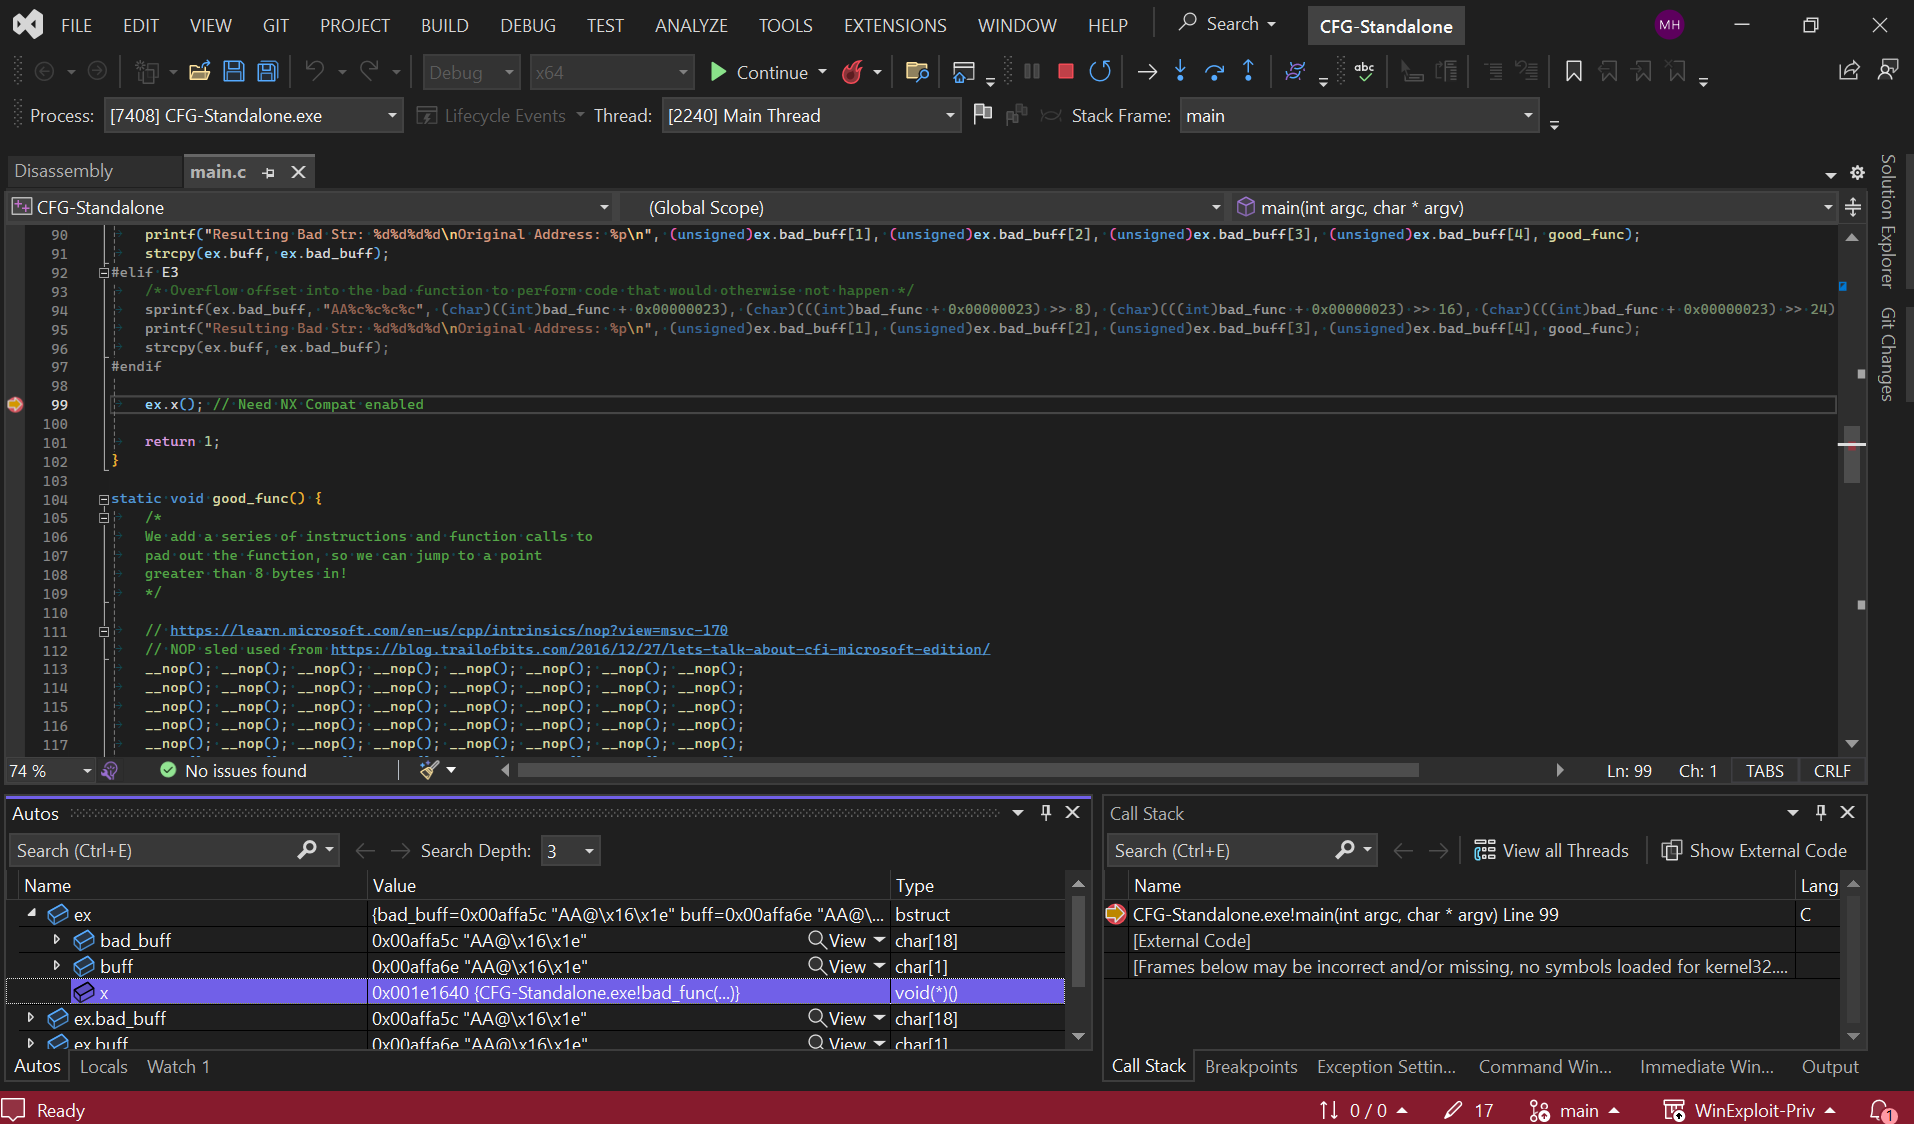 FILE EDIT VIEW GIT PROJECT BUILD DEBUG TEST ANALYZE TOOLS EXTENSIONS WINDOW HELP Search CFG-Standalone MH
Debug x64 Continue abc
Process: [7408] CFG-Standalone.exe Lifecycle Events Thread: [2240] Main Thread Stack Frame: main
Disassembly main.c
CFG-Standalone (Global Scope) main(int argc, char * argv)
90 printf("Resulting Bad Str: %d%d%d%d\nOriginal Address: %p\n", (unsigned)ex.bad_buff[1], (unsigned)ex.bad_buff[2], (unsigned)ex.bad_buff[3], (unsigned)ex.bad_buff[4], good_func);
91 strcpy(ex.buff, ex.bad_buff);
92 #elif E3
93 /* Overflow offset into the bad function to perform code that would otherwise not happen */
94 sprintf(ex.bad_buff, "AA%c%c%c%c", (char)((int)bad_func + 0x00000023), (char)(((int)bad_func + 0x00000023) >> 8), (char)(((int)bad_func + 0x00000023) >> 16), (char)(((int)bad_func + 0x00000023) >> 24)
95 printf("Resulting Bad Str: %d%d%d%d\nOriginal Address: %p\n", (unsigned)ex.bad_buff[1], (unsigned)ex.bad_buff[2], (unsigned)ex.bad_buff[3], (unsigned)ex.bad_buff[4], good_func);
96 strcpy(ex.buff, ex.bad_buff);
97 #endif
98
99 ex.x(); // Need NX Compat enabled
100
101 return 1;
102 }
103
104 static void good_func() {
105 /*
106 We add a series of instructions and function calls to
107 pad out the function, so we can jump to a point
108 greater than 8 bytes in!
109 */
110
111 // https://learn.microsoft.com/en-us/cpp/intrinsics/nop?view=msvc-170
112 // NOP sled used from https://blog.trailofbits.com/2016/12/27/lets-talk-about-cfi-microsoft-edition/
113 __nop(); __nop(); __nop(); __nop(); __nop(); __nop(); __nop(); __nop();
114 __nop(); __nop(); __nop(); __nop(); __nop(); __nop(); __nop(); __nop();
115 __nop(); __nop(); __nop(); __nop(); __nop(); __nop(); __nop(); __nop();
116 __nop(); __nop(); __nop(); __nop(); __nop(); __nop(); __nop(); __nop();
117 __nop(); __nop(); __nop(); __nop(); __nop(); __nop(); __nop(); __nop();
Solution Explorer
Git Changes
74 % No issues found Ln: 99 Ch: 1 TABS CRLF
Autos
Search (Ctrl+E) Search Depth: 3
Name Value Type
ex {bad_buff=0x00affa5c "AA@\x16\x1e" buff=0x00affa6e "AA@\... bstruct
bad_buff 0x00affa5c "AA@\x16\x1e" View char[18]
buff 0x00affa6e "AA@\x16\x1e" View char[1]
x 0x001e1640 {CFG-Standalone.exe!bad_func(...)} void(*)()
ex.bad_buff 0x00affa5c "AA@\x16\x1e" View char[18]
ex.buff 0x00affa6e "AA@\x16\x1e" View char[1]
Autos Locals Watch 1
Call Stack
Search (Ctrl+E) View all Threads Show External Code
Name Lang
CFG-Standalone.exe!main(int argc, char * argv) Line 99 C
[External Code]
[Frames below may be incorrect and/or missing, no symbols loaded for kernel32....
Call Stack Breakpoints Exception Settin... Command Win... Immediate Win... Output
Ready 0 / 0 17 main WinExploit-Priv 1